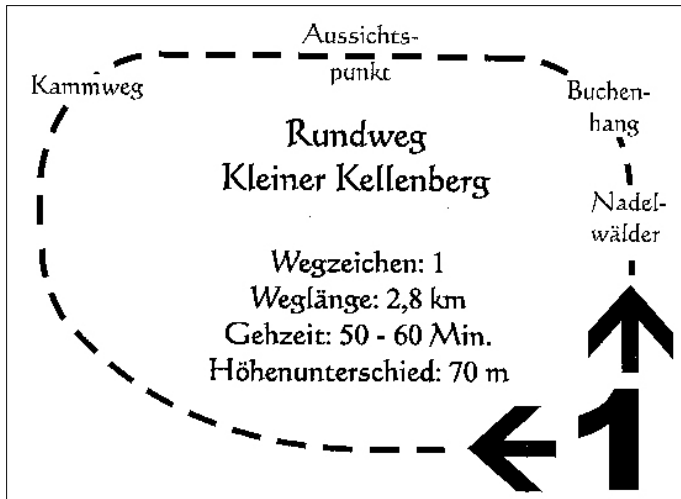 Aussichts-
punkt
Kammweg
Buchen-
hang
Rundweg
Kleiner Kellenberg
Nadel-
wälder
Wegzeichen: 1
Weglänge: 2,8 km
Gehzeit: 50 - 60 Min.
Höhenunterschied: 70 m
1